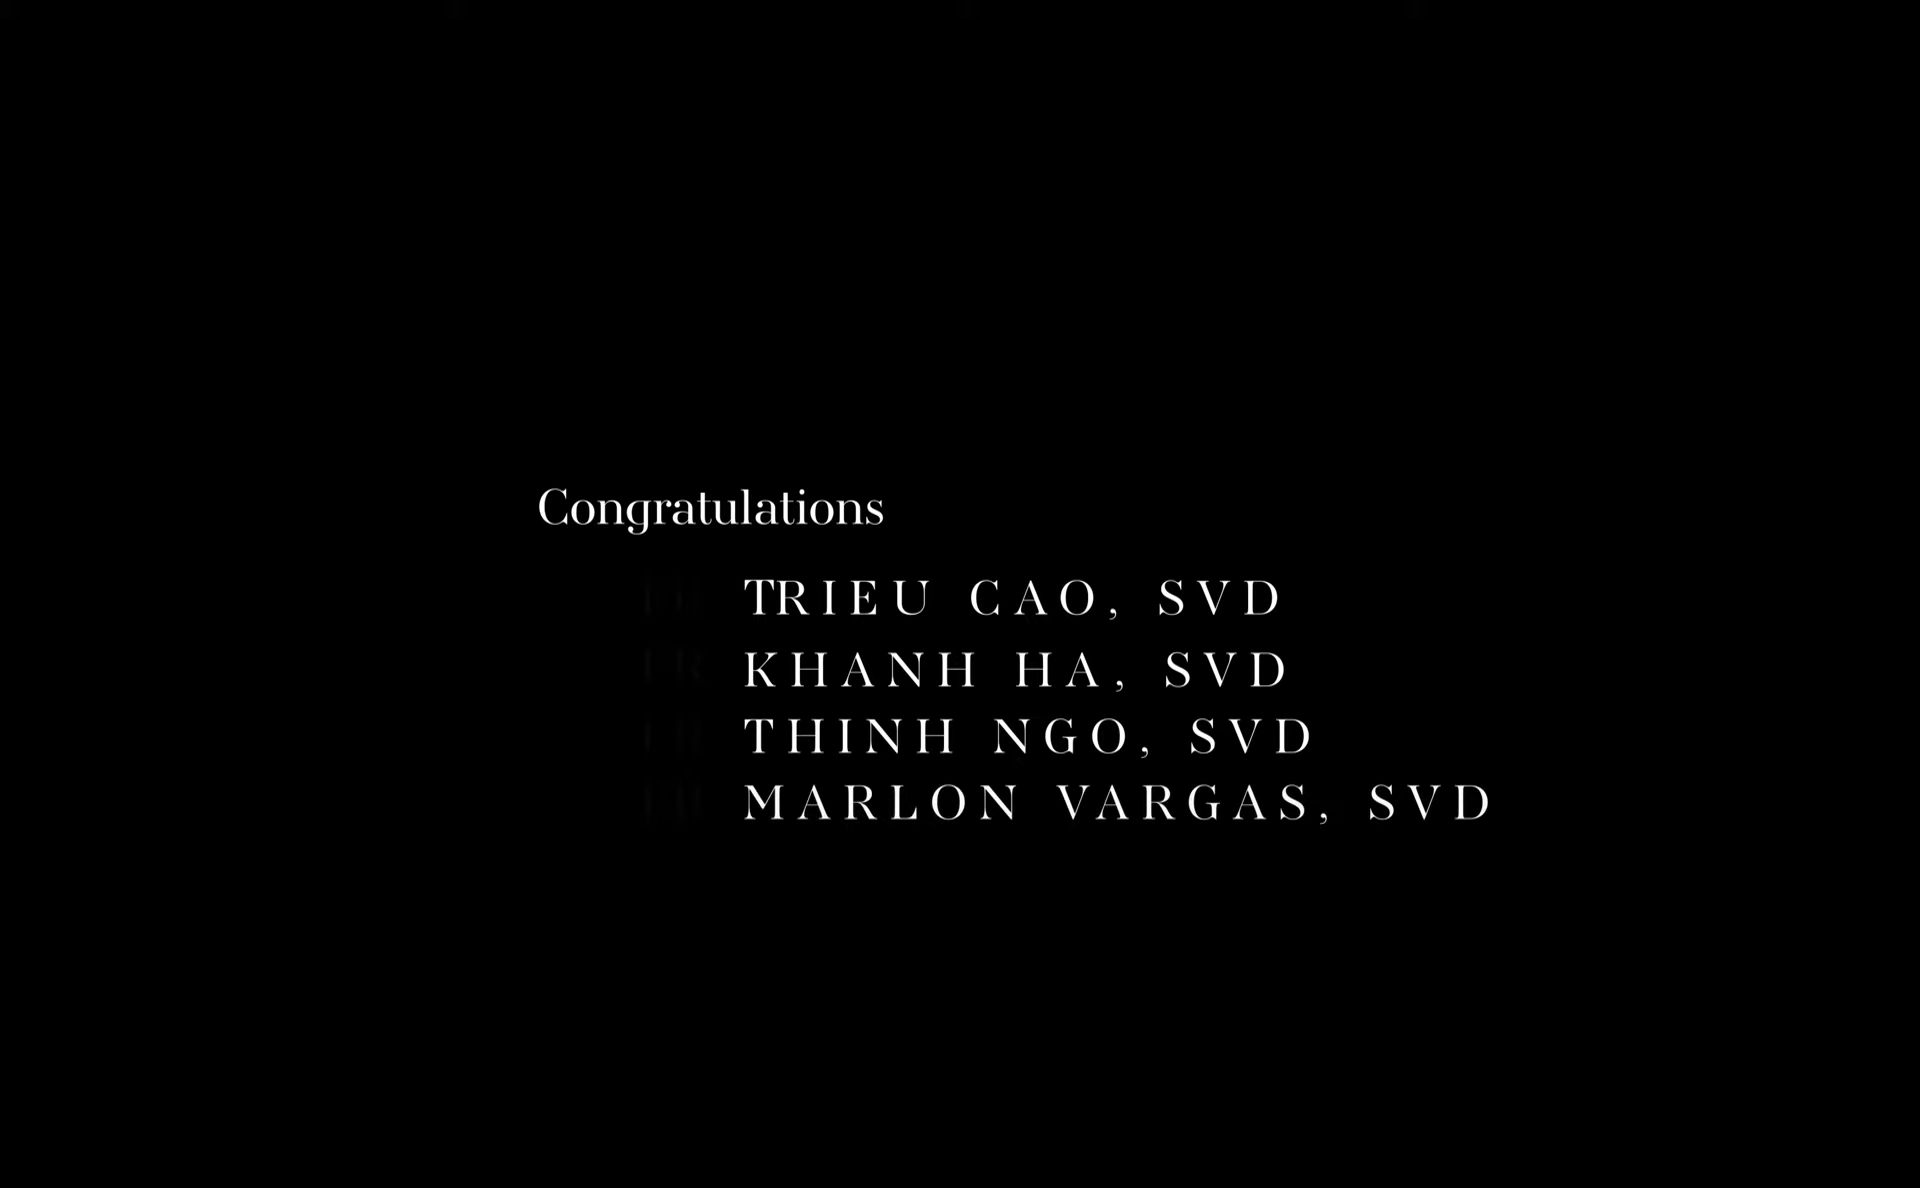 Congratulations
TRIEU CAO, SVD
KHANH HA, SVD
THINH NGO, SVD
MARLON VARGAS, SVD